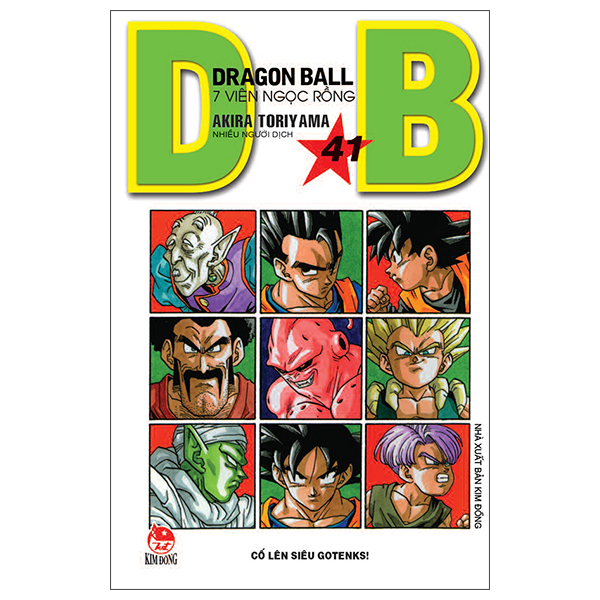 DB
DRAGON BALL
7 VIÊN NGỌC RỒNG
AKIRA TORIYAMA
NHIỀU NGƯỜI DỊCH
41
NHÀ XUẤT BẢN KIM ĐỒNG
CỐ LÊN SIÊU GOTENKS!
KIM ĐỒNG